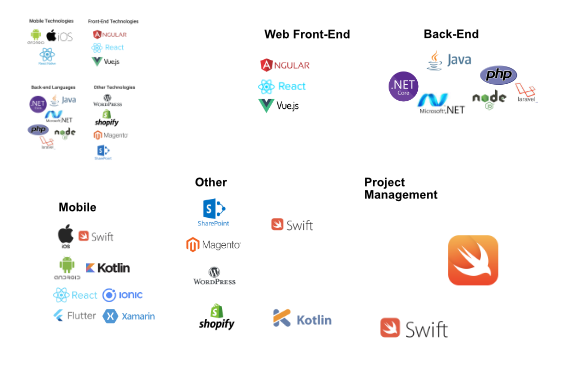 Mobile Technologies
Front-End Technologies
ANDROID
iOS
ANGULAR
React
Vue.js
Back-end Languages
Other Technologies
.NET
Core
Java
Microsoft .NET
php
node
WORDPRESS
shopify
Magento
SharePoint
Web Front-End
ANGULAR
React
Vue.js
Back-End
Java
.NET
Core
php
Microsoft .NET
node
laravel
Mobile
iOS
Swift
ANDROID
Kotlin
React
IONIC
Flutter
Xamarin
Other
SharePoint
Swift
Magento
WORDPRESS
shopify
Kotlin
Project
Management
Swift